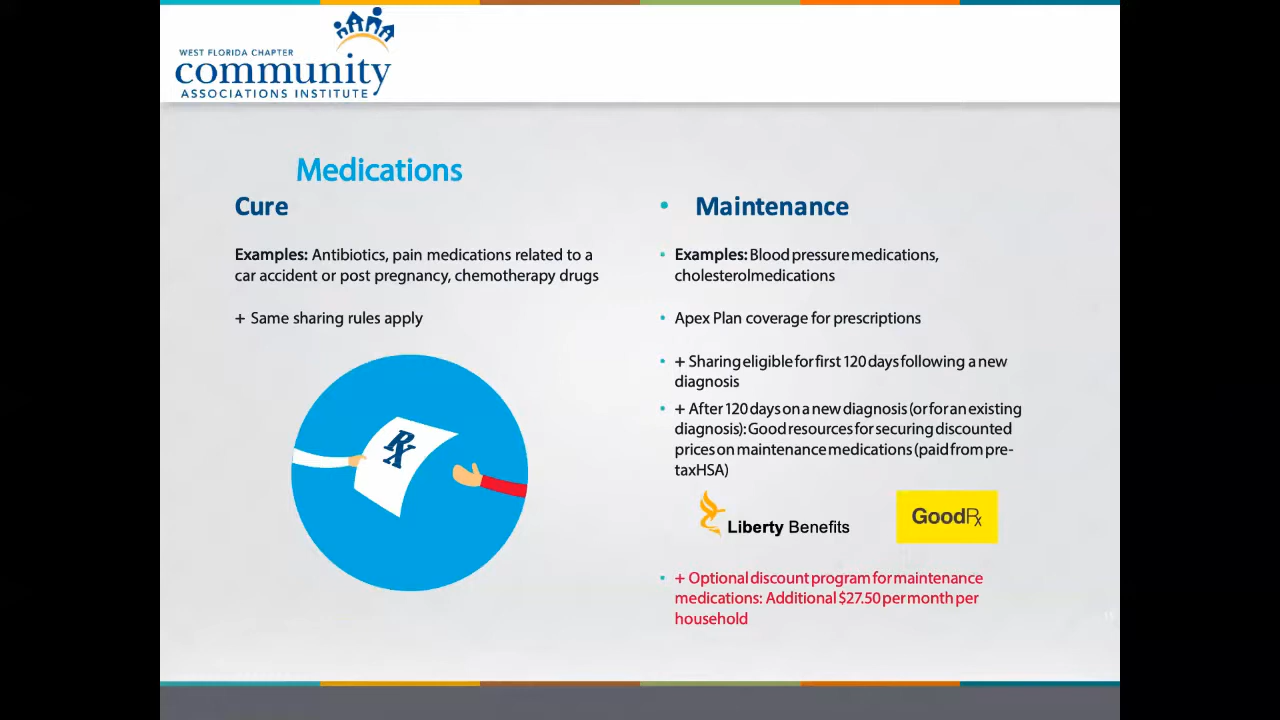 WEST FLORIDA CHAPTER
community
ASSOCIATIONS INSTITUTE
Medications
Cure
Examples: Antibiotics, pain medications related to a
car accident or post pregnancy, chemotherapy drugs
+ Same sharing rules apply
Rx
• Maintenance
• Examples: Blood pressure medications,
cholesterolmedications
• Apex Plan coverage for prescriptions
• + Sharing eligible for first 120 days following a new
diagnosis
• + After 120 days on a new diagnosis (or for an existing
diagnosis): Good resources for securing discounted
prices on maintenance medications (paid from pre-
taxHSA)
Liberty Benefits
GoodRx
• + Optional discount program for maintenance
medications: Additional $27.50 per month per
household